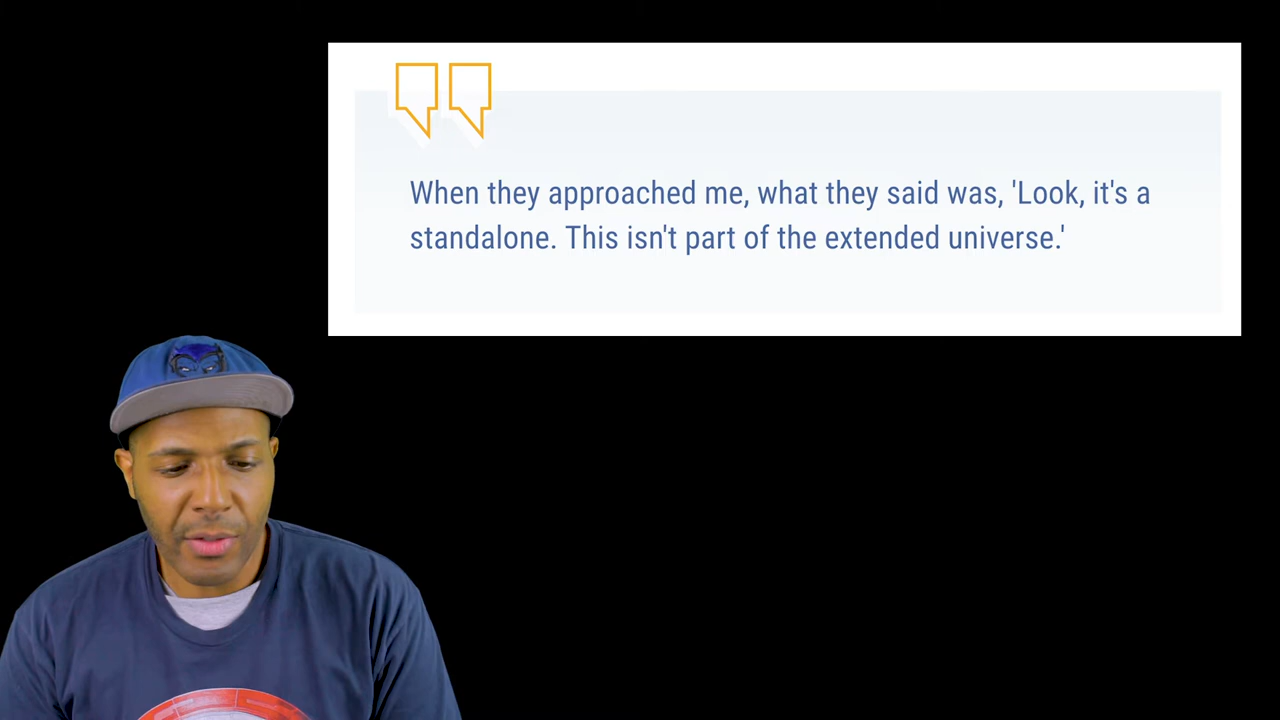 When they approached me, what they said was, 'Look, it's a
standalone. This isn't part of the extended universe.'